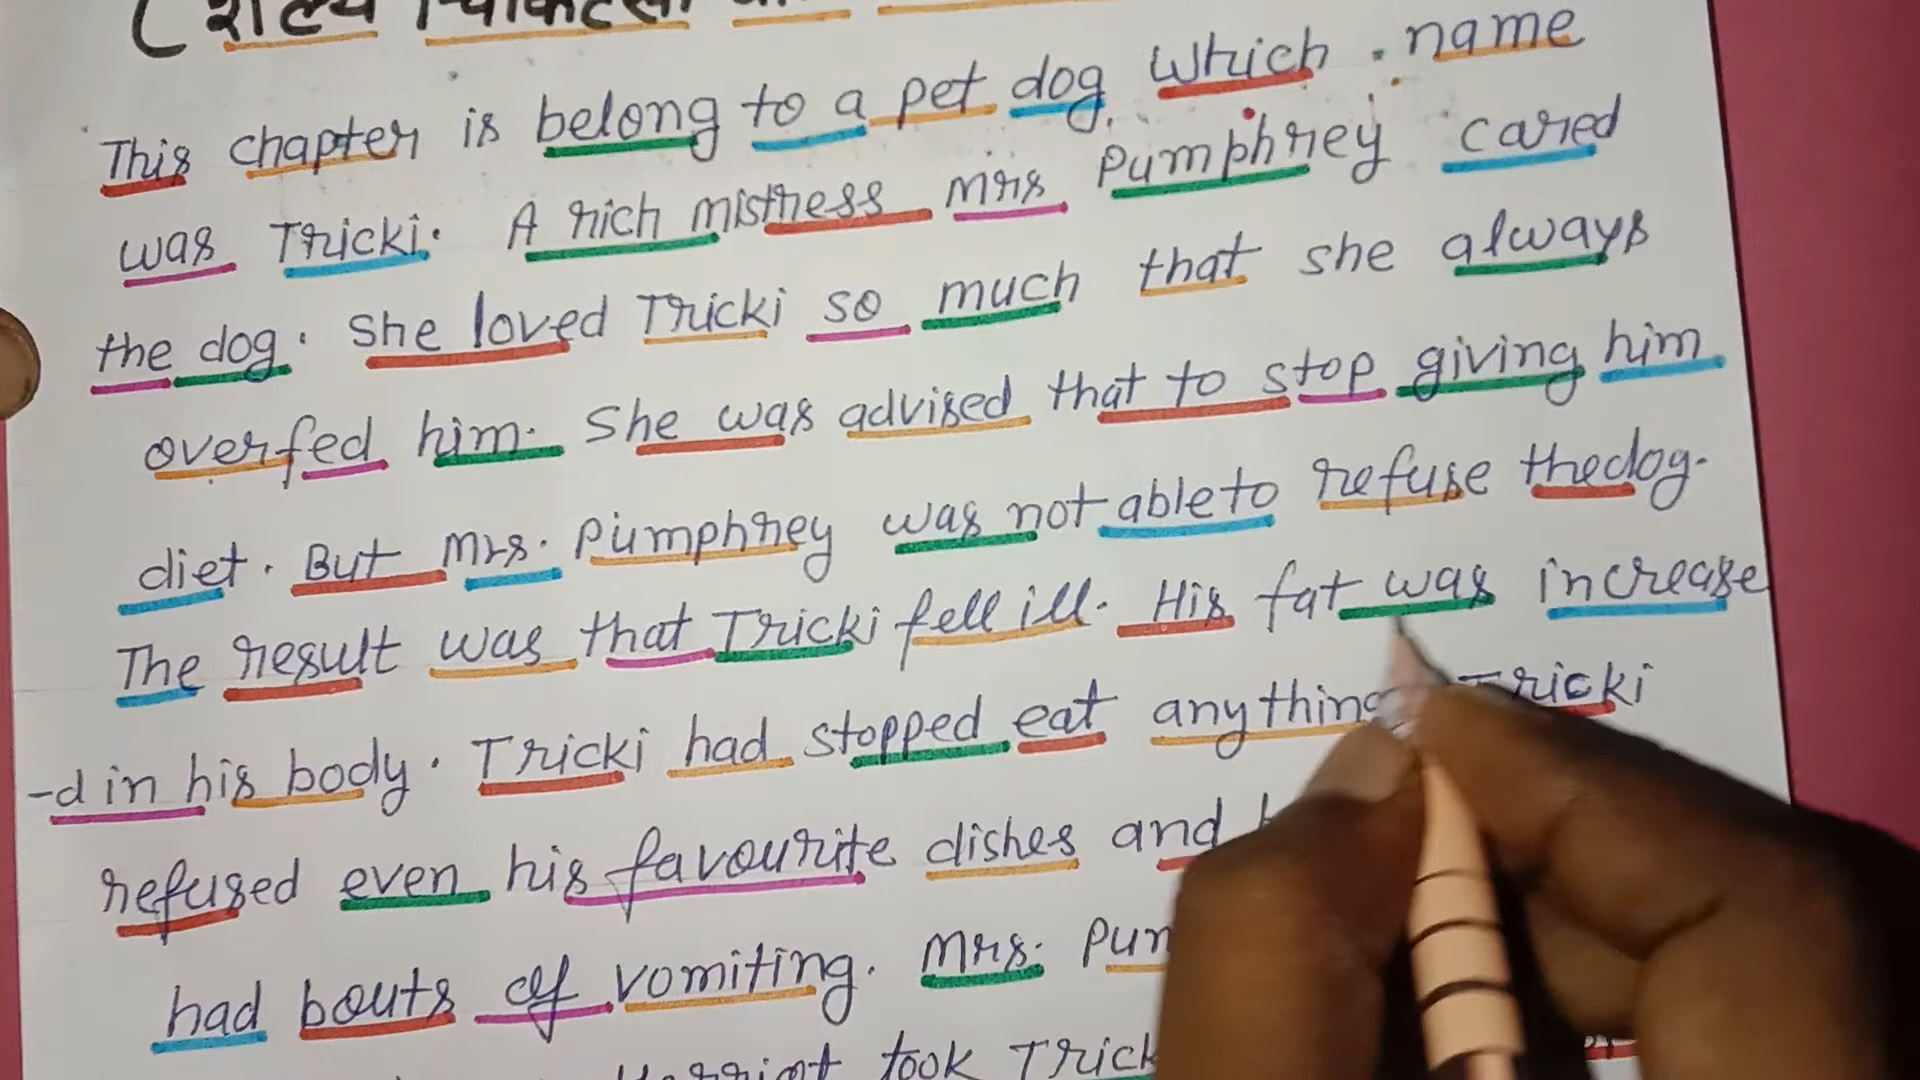 ( शल्य चिकित्सा
This chapter is belong to a pet dog which name
was Tricki. A rich mistress Mrs Pumphrey cared
the dog. She loved Tricki so much that she always
overfed him. She was advised that to stop giving him
diet. But Mrs. Pumphrey was not able to refuse the dog.
The result was that Tricki fell ill. His fat was increase
-d in his body. Tricki had stopped eat anything Tricki
refused even his favourite dishes and
had bouts of vomiting. Mrs.
took